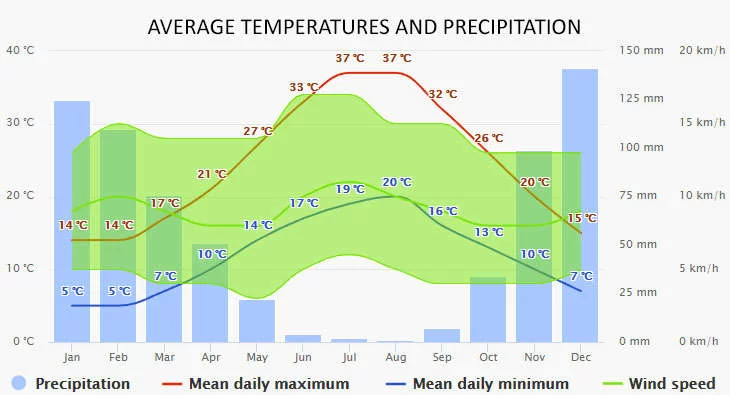 AVERAGE TEMPERATURES AND PRECIPITATION
40 °C 150 mm 20 km/h
37 °C 37 °C
33 °C 32 °C
125 mm
30 °C 15 km/h
27 °C 26 °C
100 mm
21 °C
20 °C 17 °C 17 °C 19 °C 20 °C 20 °C 75 mm 10 km/h
14 °C 14 °C 14 °C 16 °C 15 °C
13 °C
50 mm
10 °C 10 °C
10 °C 7 °C 7 °C 5 km/h
5 °C 5 °C 25 mm
0 °C 0 mm 0 km/h
Jan Feb Mar Apr May Jun Jul Aug Sep Oct Nov Dec
Precipitation Mean daily maximum Mean daily minimum Wind speed